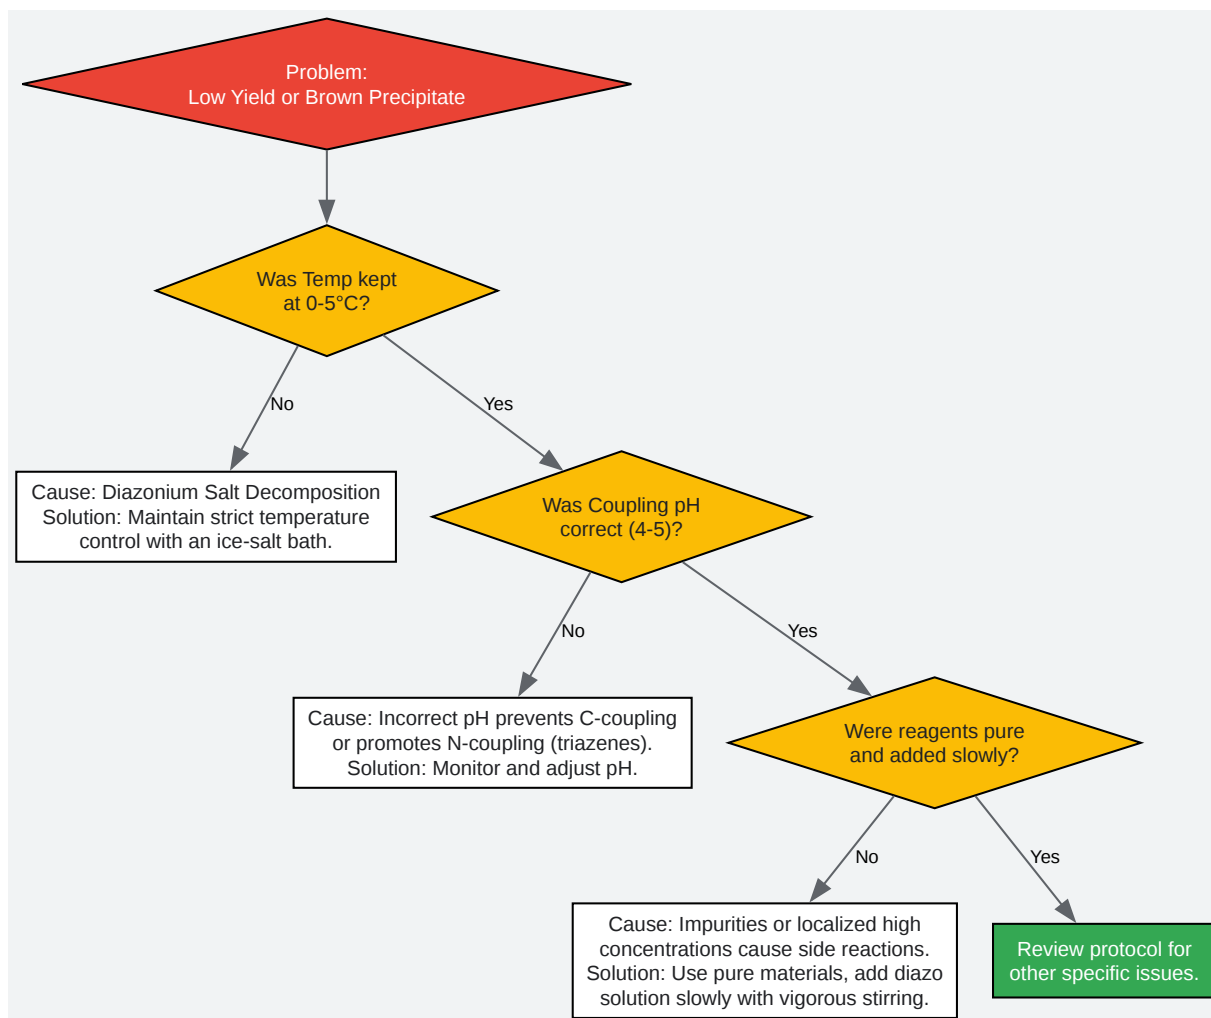 Problem:
Low Yield or Brown Precipitate
Was Temp kept
at 0-5°C?
No
Yes
Cause: Diazonium Salt Decomposition
Solution: Maintain strict temperature
control with an ice-salt bath.
Was Coupling pH
correct (4-5)?
No
Yes
Cause: Incorrect pH prevents C-coupling
or promotes N-coupling (triazenes).
Solution: Monitor and adjust pH.
Were reagents pure
and added slowly?
No
Yes
Cause: Impurities or localized high
concentrations cause side reactions.
Solution: Use pure materials, add diazo
solution slowly with vigorous stirring.
Review protocol for
other specific issues.